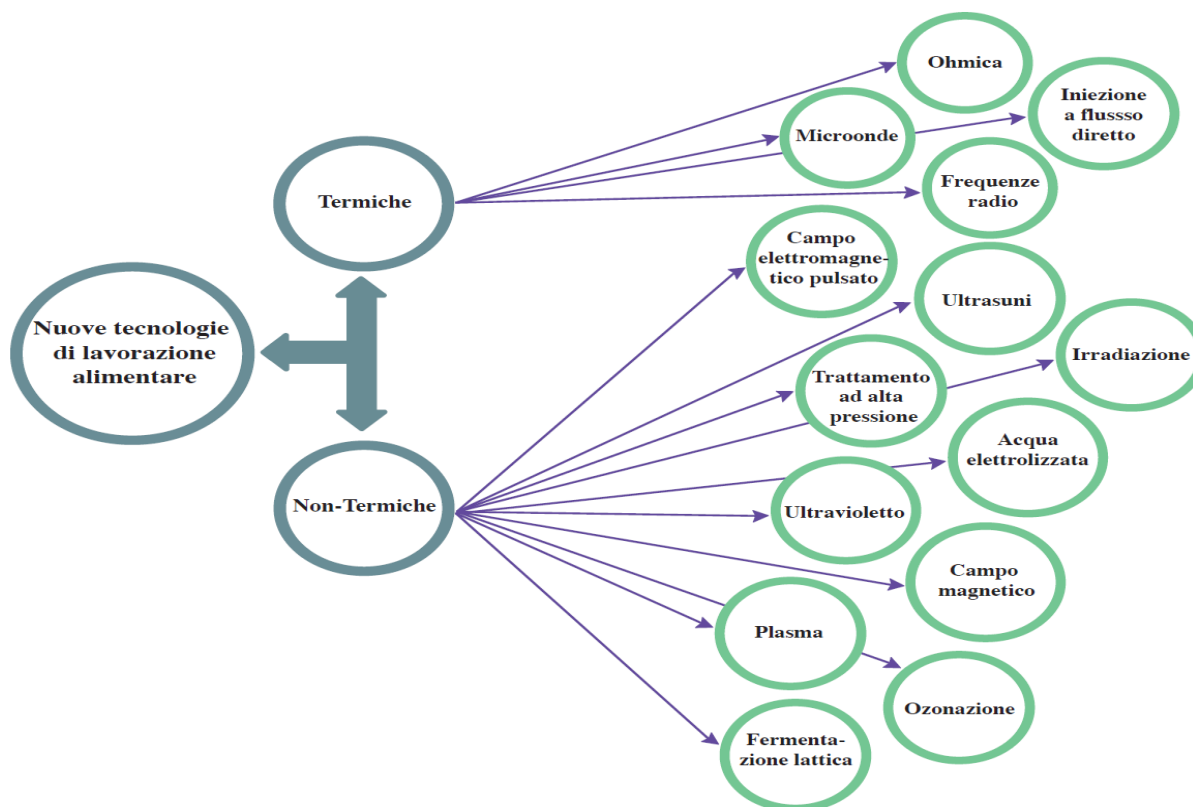 Ohmica
Iniezione
a flussso
diretto
Microonde
Termiche
Frequenze
radio
Campo
elettromagne-
tico pulsato
Ultrasuni
Nuove tecnologie
di lavorazione
alimentare
Irradiazione
Trattamento
ad alta
pressione
Acqua
elettrolizzata
Non-Termiche
Ultravioletto
Campo
magnetico
Plasma
Ozonazione
Fermenta-
zione lattica